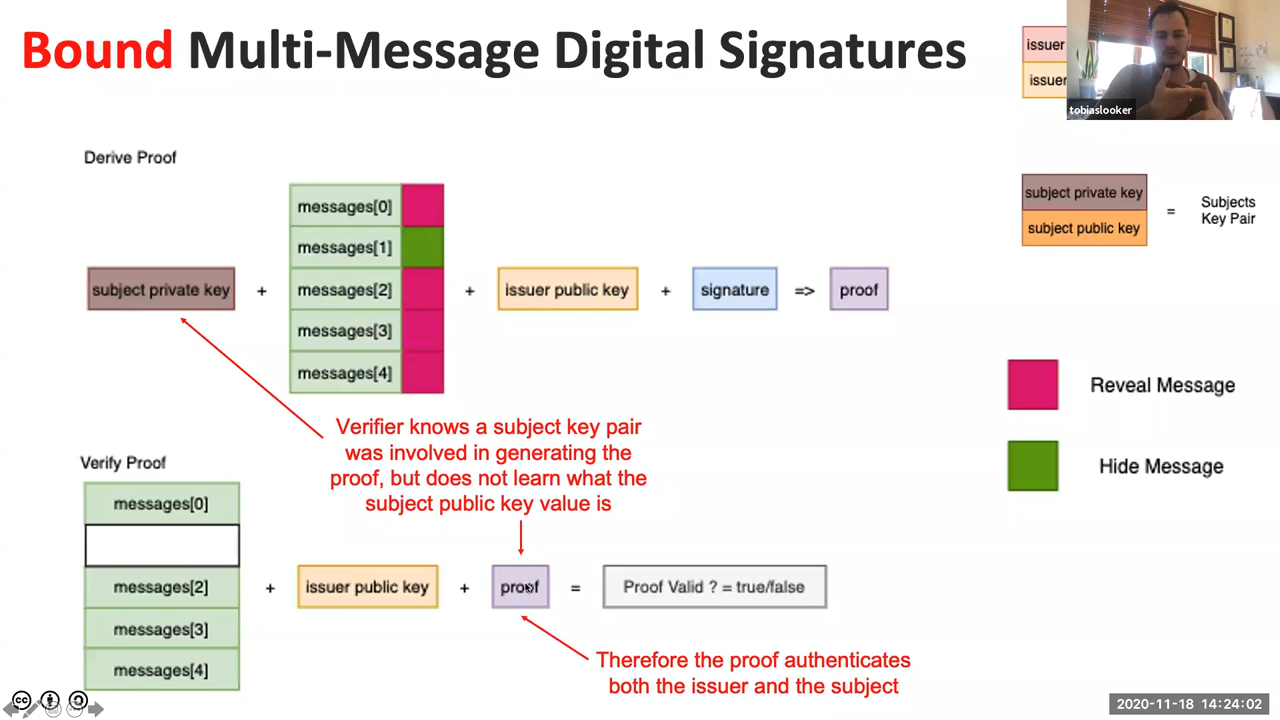 Bound Multi-Message Digital Signatures
issuer
issuer
tobiaslooker
Derive Proof
subject private key
+
messages[0]
messages[1]
messages[2]
messages[3]
messages[4]
+
issuer public key
+
signature
=>
proof
subject private key
subject public key
=
Subjects
Key Pair
Reveal Message
Hide Message
Verifier knows a subject key pair
was involved in generating the
proof, but does not learn what the
subject public key value is
Verify Proof
messages[0]
messages[2]
messages[3]
messages[4]
+
issuer public key
+
proof
=
Proof Valid ? = true/false
Therefore the proof authenticates
both the issuer and the subject
cc
2020-11-18 14:24:02